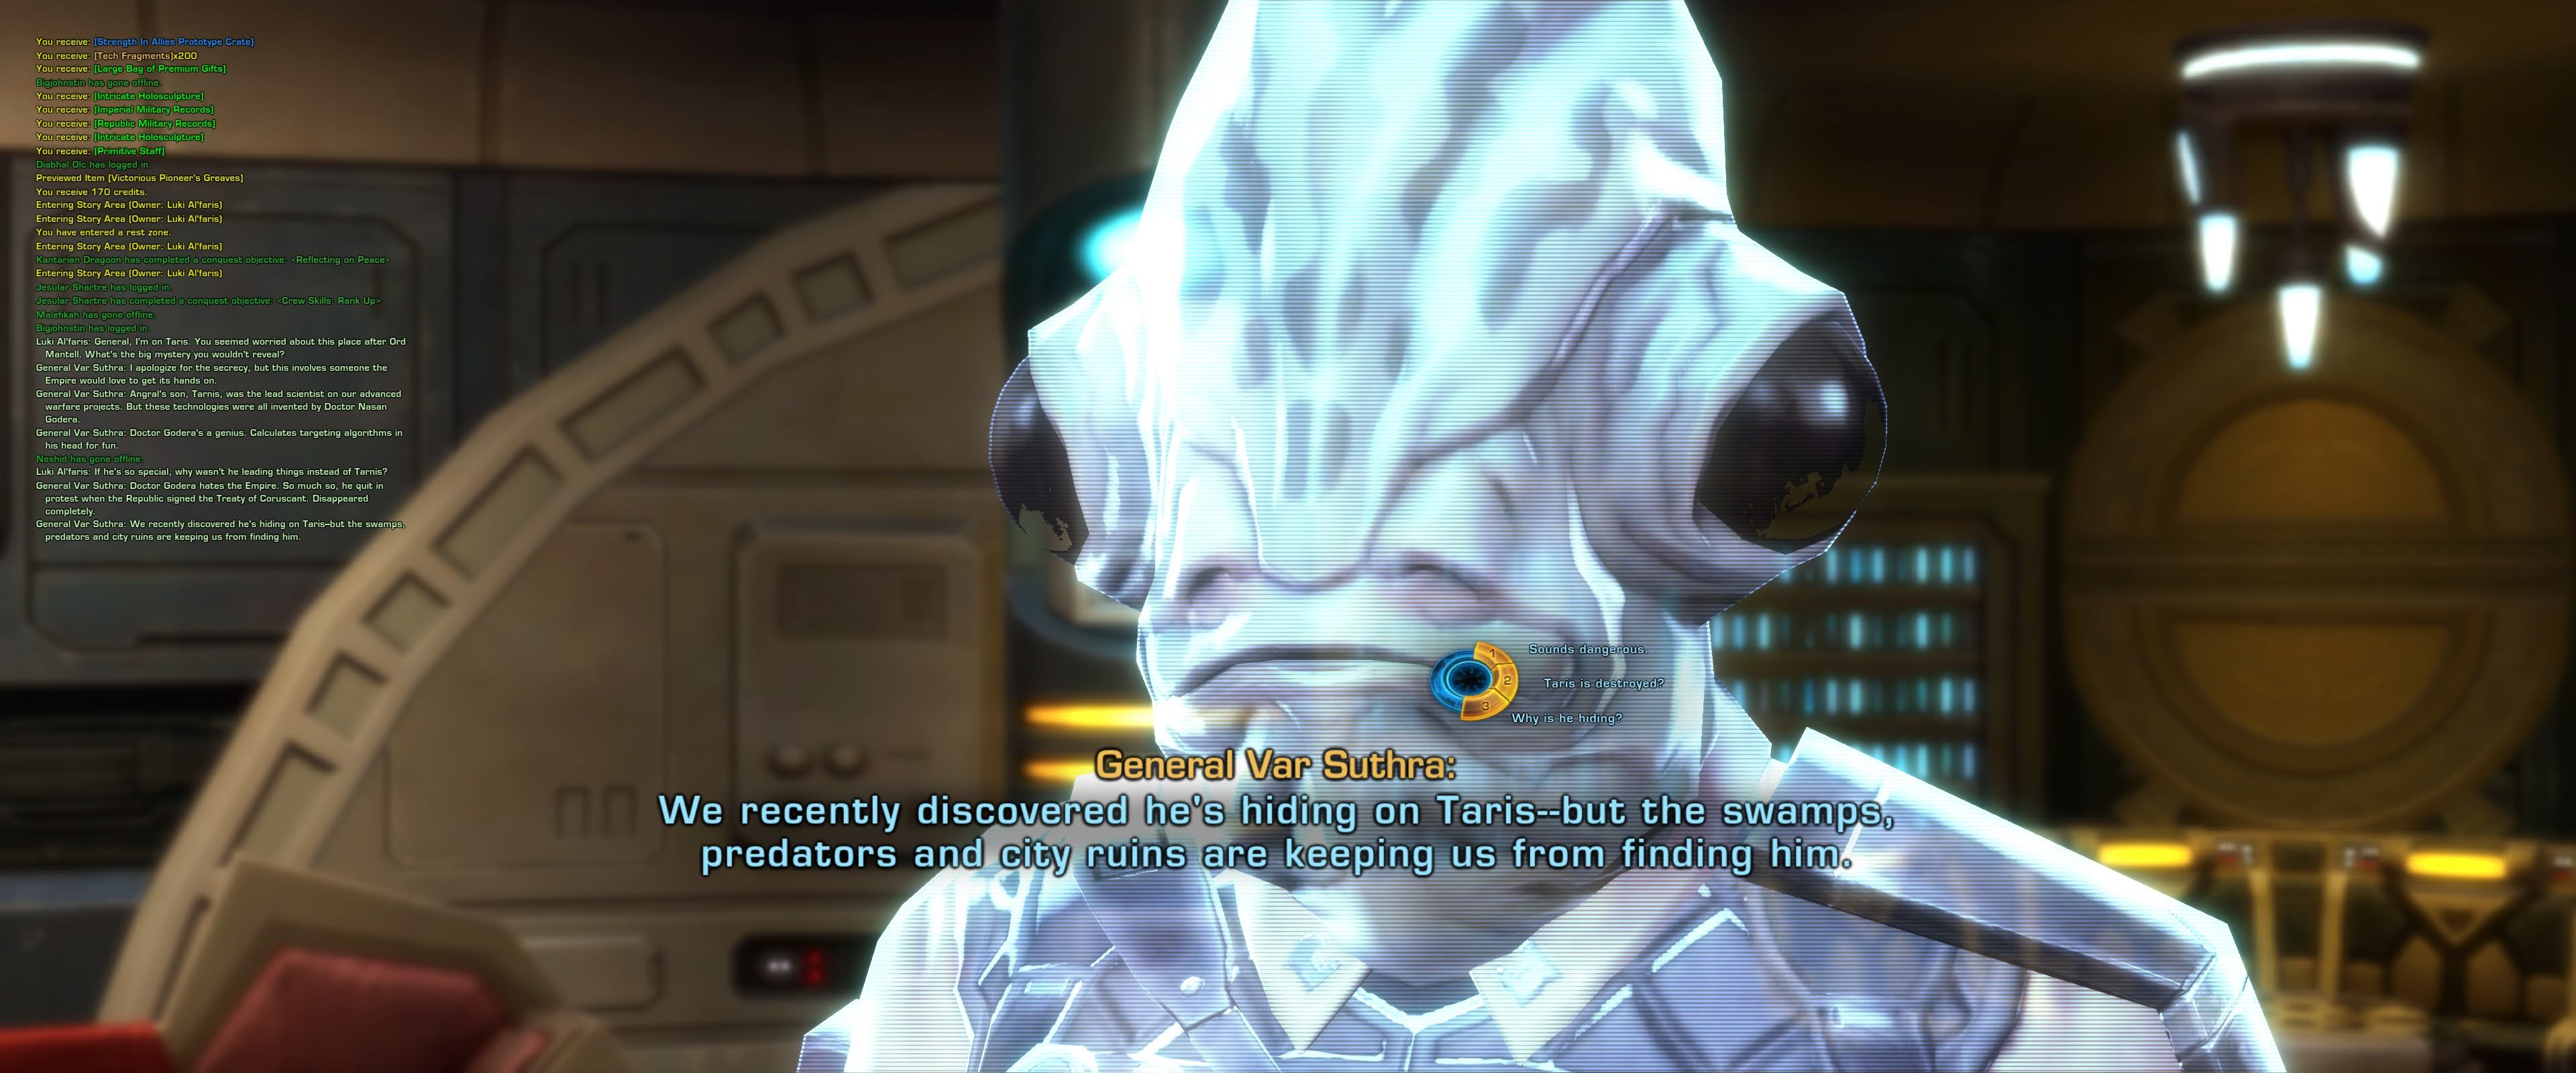 You receive: [Strength In Allies Prototype Crate]
You receive: [Tech Fragments]x200
You receive: [Large Bag of Premium Gifts]
Bigjohnstin has gone offline.
You receive: [Intricate Holosculpture]
You receive: [Imperial Military Records]
You receive: [Republic Military Records]
You receive: [Intricate Holosculpture]
You receive: [Primitive Staff]
Diabhal Olc has logged in.
Previewed Item [Victorious Pioneer's Greaves]
You receive 170 credits.
Entering Story Area (Owner: Luki Al'faris)
Entering Story Area (Owner: Luki Al'faris)
You have entered a rest zone.
Entering Story Area (Owner: Luki Al'faris)
Kantarian Dragoon has completed a conquest objective: <Reflecting on Peace>
Entering Story Area (Owner: Luki Al'faris)
Jesular Shartre has logged in.
Jesular Shartre has completed a conquest objective: <Crew Skills: Rank Up>
Malefikah has gone offline.
Bigjohnstin has logged in.
Luki Al'faris: General, I'm on Taris. You seemed worried about this place after Ord
Mantell. What's the big mystery you wouldn't reveal?
General Var Suthra: I apologize for the secrecy, but this involves someone the
Empire would love to get its hands on.
General Var Suthra: Angral's son, Tarnis, was the lead scientist on our advanced
warfare projects. But these technologies were all invented by Doctor Nasan
Godera.
General Var Suthra: Doctor Godera's a genius. Calculates targeting algorithms in
his head for fun.
Neshid has gone offline.
Luki Al'faris: If he's so special, why wasn't he leading things instead of Tarnis?
General Var Suthra: Doctor Godera hates the Empire. So much so, he quit in
protest when the Republic signed the Treaty of Coruscant. Disappeared
completely.
General Var Suthra: We recently discovered he's hiding on Taris--but the swamps,
predators and city ruins are keeping us from finding him.
1 Sounds dangerous.
2 Taris is destroyed?
3 Why is he hiding?
General Var Suthra:
We recently discovered he's hiding on Taris--but the swamps,
predators and city ruins are keeping us from finding him.